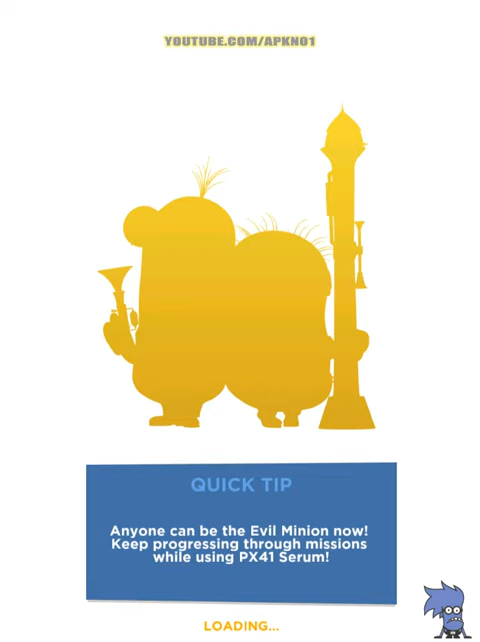 YOUTUBE.COM/APKNO1
QUICK TIP
Anyone can be the Evil Minion now!
Keep progressing through missions
while using PX41 Serum!
LOADING...